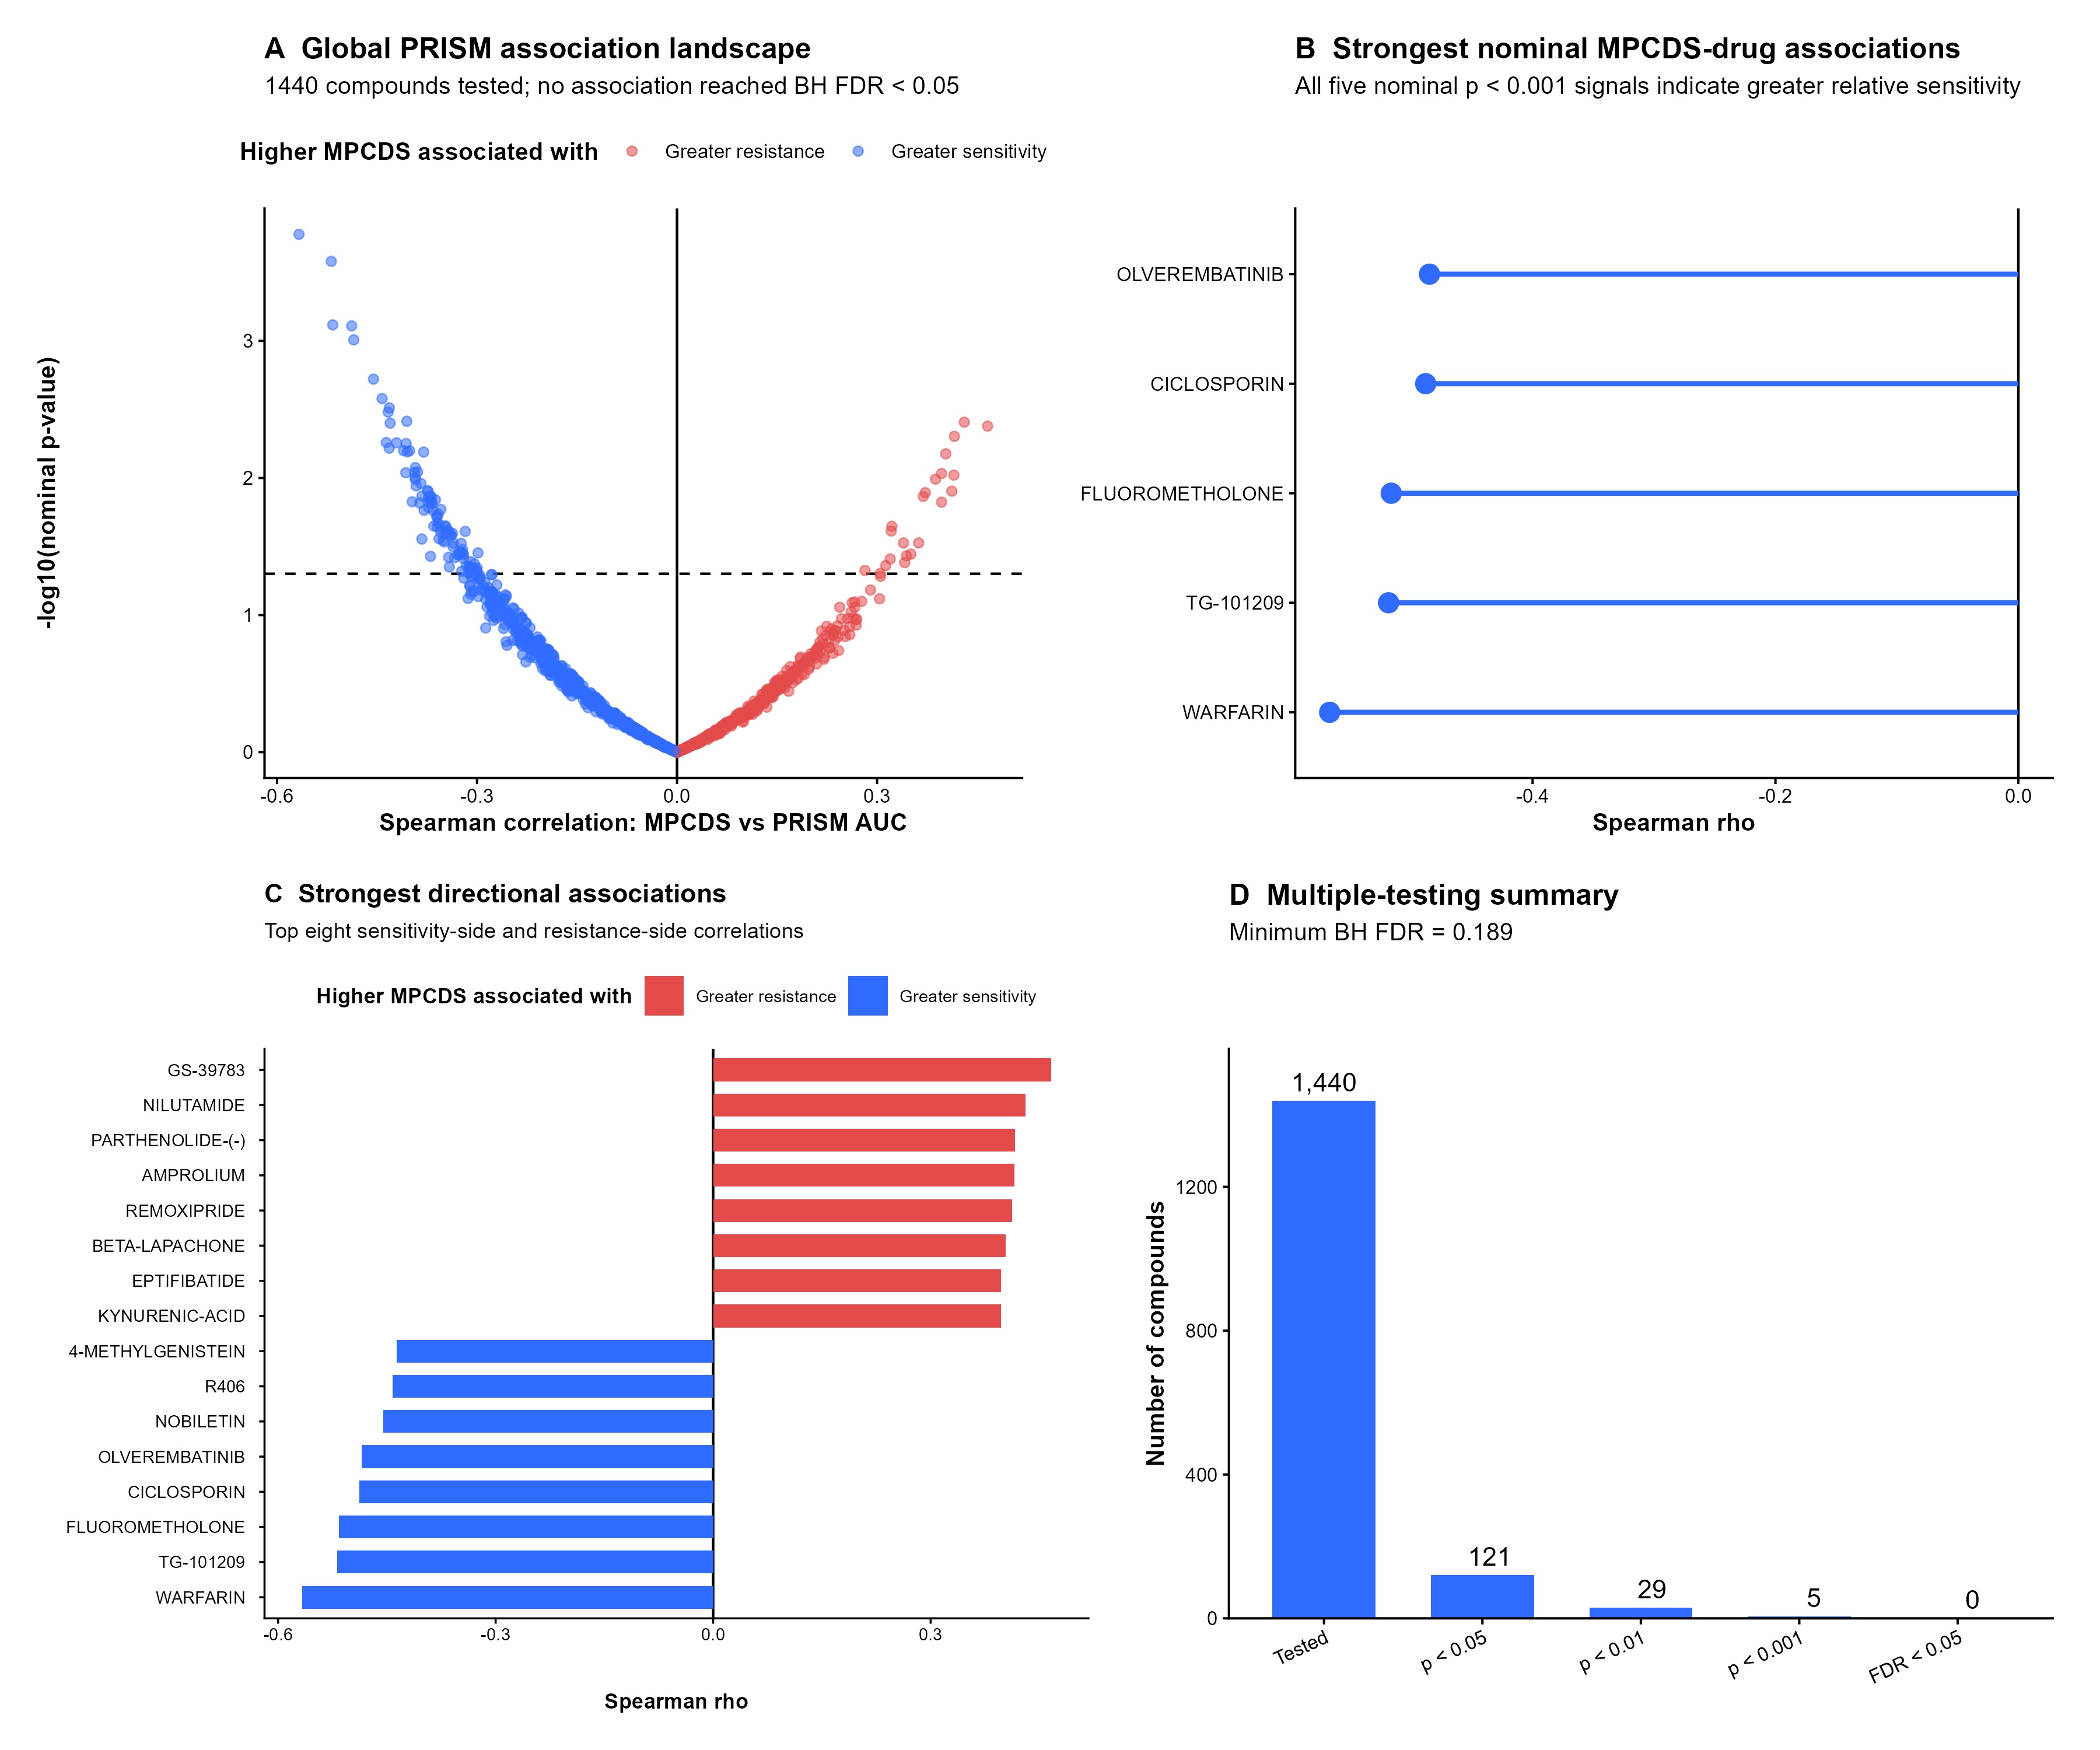 A Global PRISM association landscape
1440 compounds tested; no association reached BH FDR < 0.05
Higher MPCDS associated with Greater resistance Greater sensitivity
-log10(nominal p-value)
3
2
1
0
-0.6 -0.3 0.0 0.3
Spearman correlation: MPCDS vs PRISM AUC
B Strongest nominal MPCDS-drug associations
All five nominal p < 0.001 signals indicate greater relative sensitivity
OLVEREMBATINIB
CICLOSPORIN
FLUOROMETHOLONE
TG-101209
WARFARIN
-0.4 -0.2 0.0
Spearman rho
C Strongest directional associations
Top eight sensitivity-side and resistance-side correlations
Higher MPCDS associated with Greater resistance Greater sensitivity
GS-39783
NILUTAMIDE
PARTHENOLIDE-(-)
AMPROLIUM
REMOXIPRIDE
BETA-LAPACHONE
EPTIFIBATIDE
KYNURENIC-ACID
4-METHYLGENISTEIN
R406
NOBILETIN
OLVEREMBATINIB
CICLOSPORIN
FLUOROMETHOLONE
TG-101209
WARFARIN
-0.6 -0.3 0.0 0.3
Spearman rho
D Multiple-testing summary
Minimum BH FDR = 0.189
Number of compounds
1200
800
400
0
1,440
121
29
5
0
Tested
p < 0.05
p < 0.01
p < 0.001
FDR < 0.05